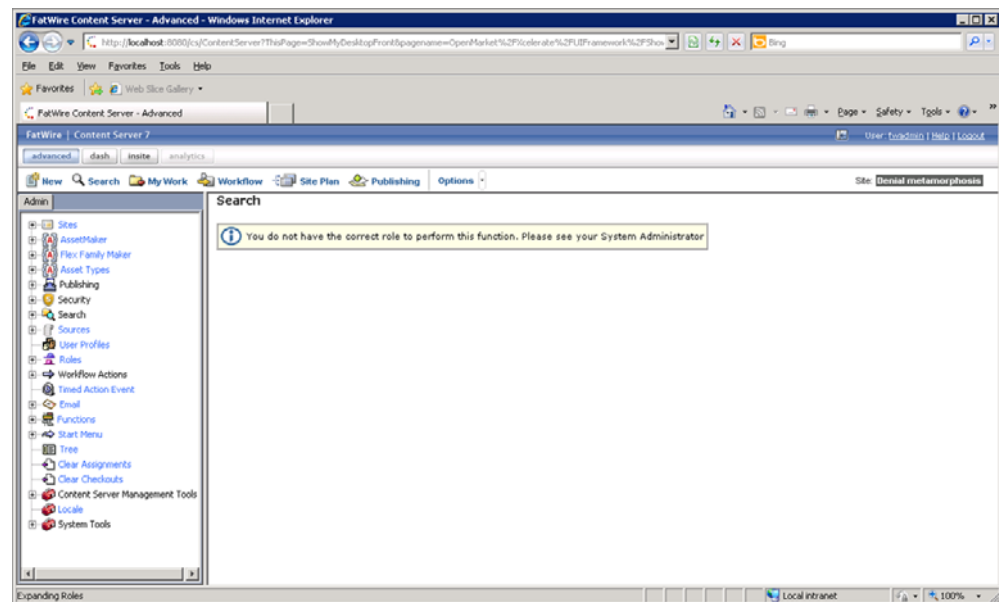 FatWire Content Server - Advanced - Windows Internet Explorer
http://localhost:8080/cs/ContentServer?ThisPage=ShowMyDesktopFront&pagename=OpenMarket%2FXcelerate%2FUIFramework%2FShow
Bing
File Edit View Favorites Tools Help
Favorites Web Slice Gallery
FatWire Content Server - Advanced
Page Safety Tools
FatWire | Content Server 7
User: fwadmin | Help | Logout
advanced dash insite analytics
New Search My Work Workflow Site Plan Publishing Options
Site: Denial metamorphosis
Admin
Search
You do not have the correct role to perform this function. Please see your System Administrator
Sites
AssetMaker
Flex Family Maker
Asset Types
Publishing
Security
Search
Sources
User Profiles
Roles
Workflow Actions
Timed Action Event
Email
Functions
Start Menu
Tree
Clear Assignments
Clear Checkouts
Content Server Management Tools
Locale
System Tools
Expanding Roles
Local intranet
100%